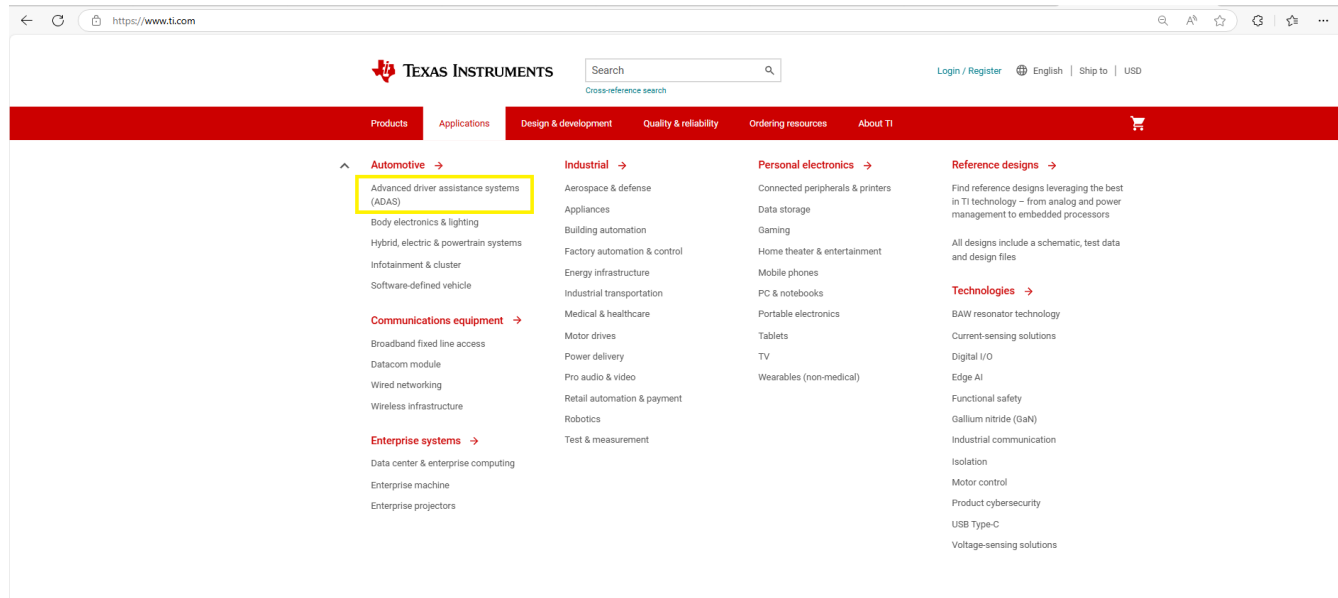 https://www.ti.com
TEXAS INSTRUMENTS
Search
Cross-reference search
Login / Register
English | Ship to | USD
Products
Applications
Design & development
Quality & reliability
Ordering resources
About TI
Automotive →
Advanced driver assistance systems
(ADAS)
Body electronics & lighting
Hybrid, electric & powertrain systems
Infotainment & cluster
Software-defined vehicle
Communications equipment →
Broadband fixed line access
Datacom module
Wired networking
Wireless infrastructure
Enterprise systems →
Data center & enterprise computing
Enterprise machine
Enterprise projectors
Industrial →
Aerospace & defense
Appliances
Building automation
Factory automation & control
Energy infrastructure
Industrial transportation
Medical & healthcare
Motor drives
Power delivery
Pro audio & video
Retail automation & payment
Robotics
Test & measurement
Personal electronics →
Connected peripherals & printers
Data storage
Gaming
Home theater & entertainment
Mobile phones
PC & notebooks
Portable electronics
Tablets
TV
Wearables (non-medical)
Reference designs →
Find reference designs leveraging the best
in TI technology – from analog and power
management to embedded processors
All designs include a schematic, test data
and design files
Technologies →
BAW resonator technology
Current-sensing solutions
Digital I/O
Edge AI
Functional safety
Gallium nitride (GaN)
Industrial communication
Isolation
Motor control
Product cybersecurity
USB Type-C
Voltage-sensing solutions